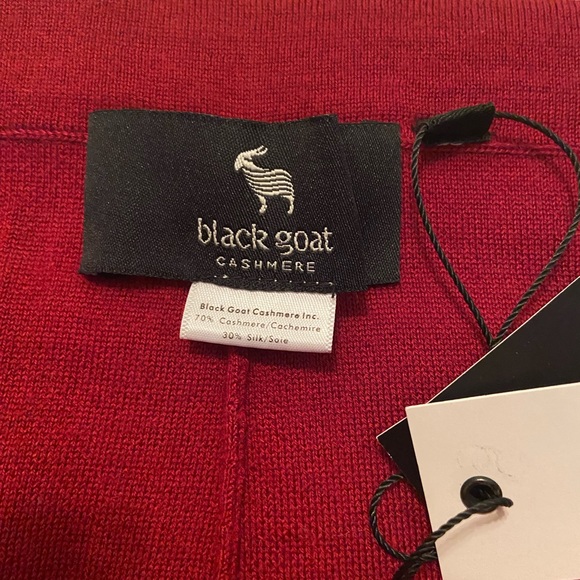 black goat
CASHMERE
Black Goat Cashmere Inc.
70% Cashmere/Cachemire
30% Silk/Soie